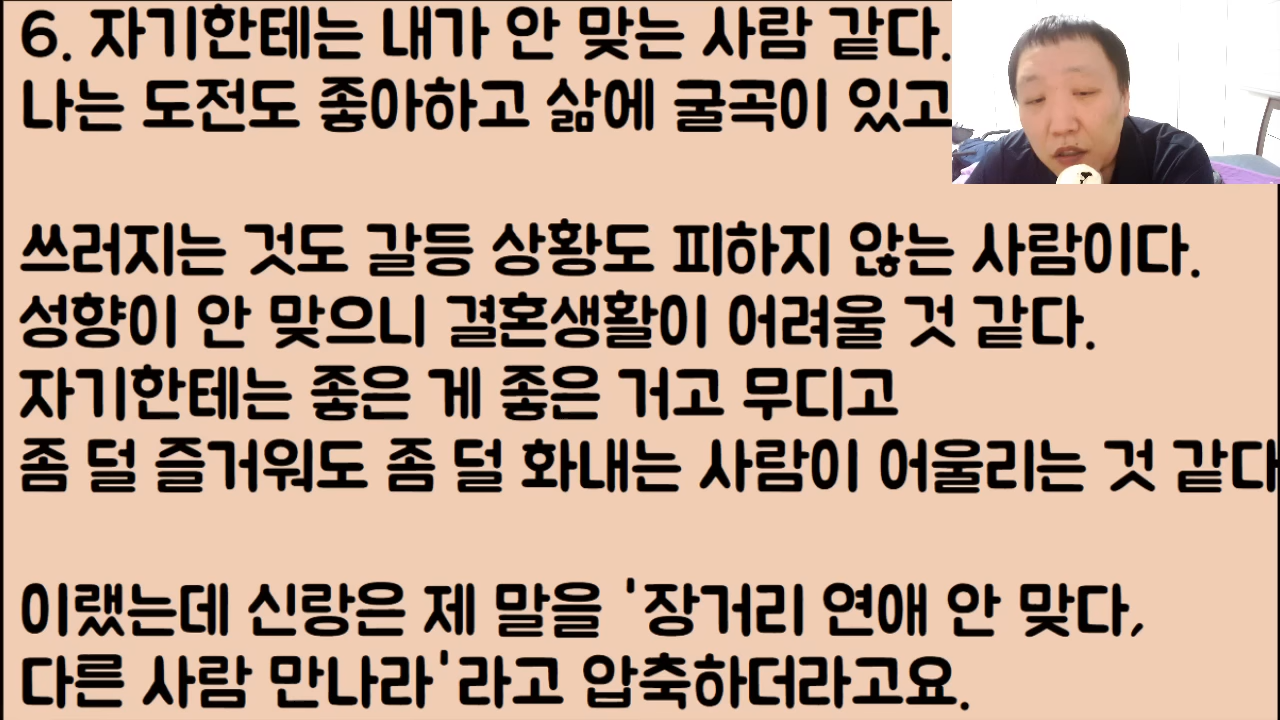 6. 자기한테는 내가 안 맞는 사람 같다.
나는 도전도 좋아하고 삶에 굴곡이 있고
쓰러지는 것도 갈등 상황도 피하지 않는 사람이다.
성향이 안 맞으니 결혼생활이 어려울 것 같다.
자기한테는 좋은 게 좋은 거고 무디고
좀 덜 즐거워도 좀 덜 화내는 사람이 어울리는 것 같다
이랬는데 신랑은 제 말을 '장거리 연애 안 맞다,
다른 사람 만나라'라고 압축하더라고요.